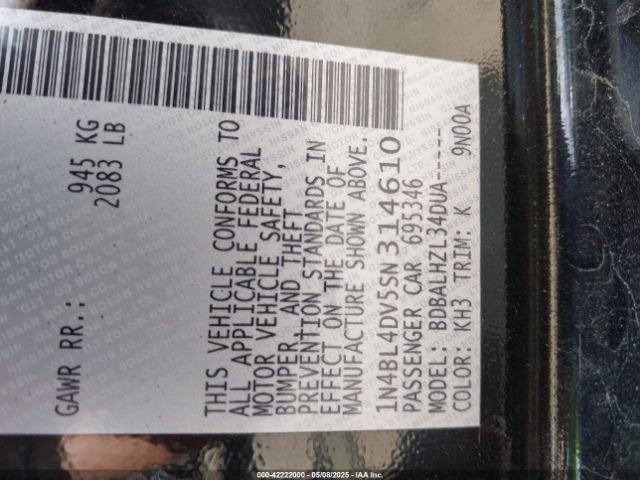 GAWR RR.: 945 KG
2083 LB
THIS VEHICLE CONFORMS TO
ALL APPLICABLE FEDERAL
MOTOR VEHICLE SAFETY,
BUMPER, AND THEFT
PREVENTION STANDARDS IN
EFFECT ON THE DATE OF
MANUFACTURE SHOWN ABOVE.
1N4BL4DV5SN314610
PASSENGER CAR 695346
MODEL: BDBALHZL34DUA-----
COLOR: KH3 TRIM: K 9N00A
000-42222000 - 05/08/2025 - IAAI